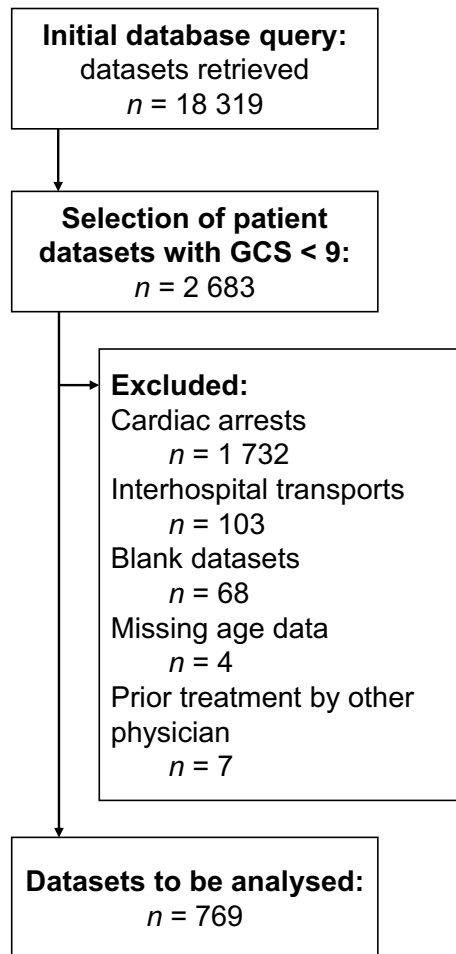 Initial database query:
datasets retrieved
n = 18 319
Selection of patient
datasets with GCS < 9:
n = 2 683
Excluded:
Cardiac arrests
n = 1 732
Interhospital transports
n = 103
Blank datasets
n = 68
Missing age data
n = 4
Prior treatment by other
physician
n = 7
Datasets to be analysed:
n = 769